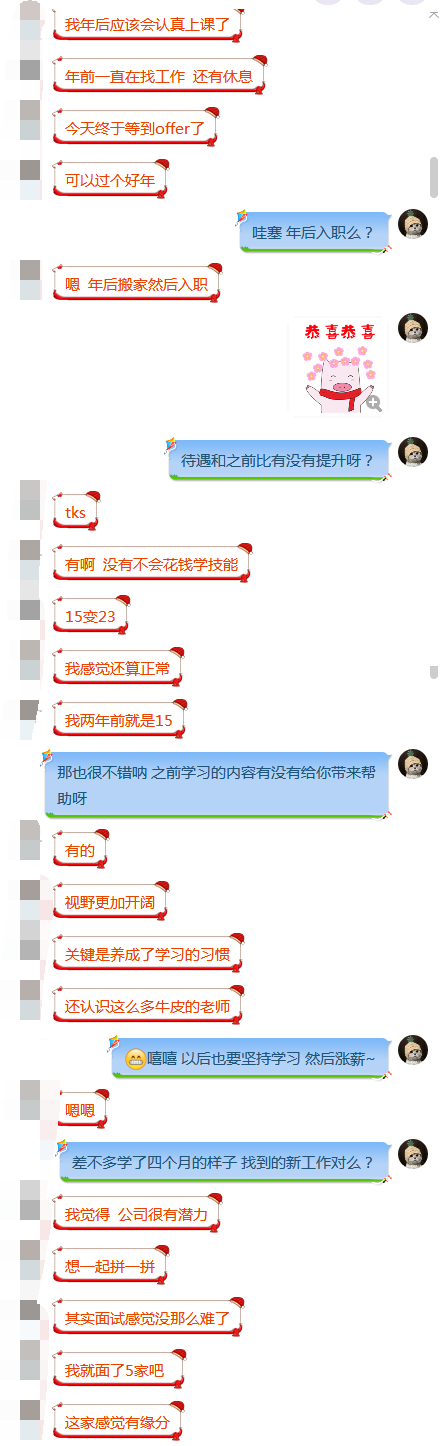 我年后应该会认真上课了
年前一直在找工作 还有休息
今天终于等到offer了
可以过个好年
哇塞 年后入职么？
嗯 年后搬家然后入职
恭喜恭喜
待遇和之前比有没有提升呀？
tks
有啊 没有不会花钱学技能
15变23
我感觉还算正常
我两年前就是15
那也很不错呐 之前学习的内容有没有给你带来帮
助呀
有的
视野更加开阔
关键是养成了学习的习惯
还认识这么多牛皮的老师
嘻嘻 以后也要坚持学习 然后涨薪~
嗯嗯
差不多学了四个月的样子 找到的新工作对么？
我觉得 公司很有潜力
想一起拼一拼
其实面试感觉没那么难了
我就面了5家吧
这家感觉有缘分